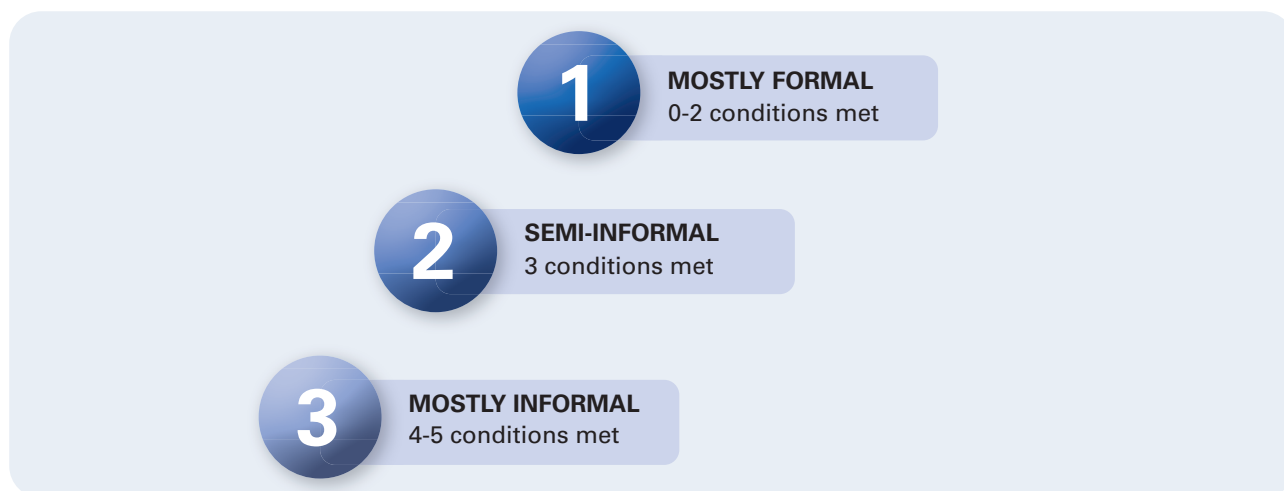 1
MOSTLY FORMAL
0-2 conditions met
2
SEMI-INFORMAL
3 conditions met
3
MOSTLY INFORMAL
4-5 conditions met